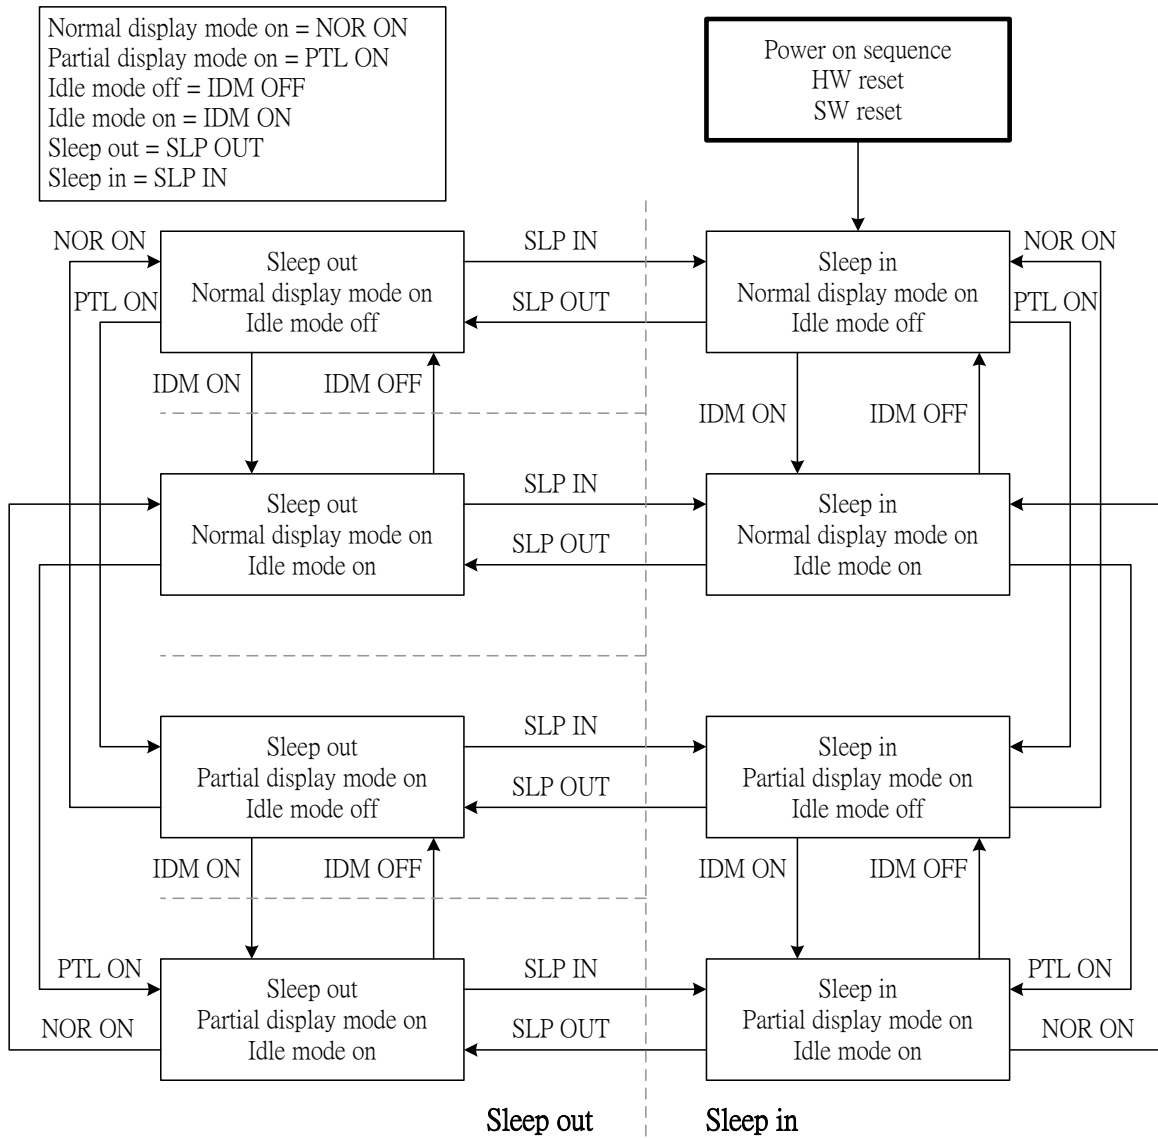 Normal display mode on = NOR ON
Partial display mode on = PTL ON
Idle mode off = IDM OFF
Idle mode on = IDM ON
Sleep out = SLP OUT
Sleep in = SLP IN
Power on sequence
HW reset
SW reset
NOR ON
PTL ON
Sleep out
Normal display mode on
Idle mode off
SLP IN
SLP OUT
Sleep in
Normal display mode on
Idle mode off
NOR ON
PTL ON
IDM ON
IDM OFF
IDM ON
IDM OFF
Sleep out
Normal display mode on
Idle mode on
SLP IN
SLP OUT
Sleep in
Normal display mode on
Idle mode on
Sleep out
Partial display mode on
Idle mode off
SLP IN
SLP OUT
Sleep in
Partial display mode on
Idle mode off
IDM ON
IDM OFF
IDM ON
IDM OFF
PTL ON
NOR ON
Sleep out
Partial display mode on
Idle mode on
SLP IN
SLP OUT
Sleep in
Partial display mode on
Idle mode on
PTL ON
NOR ON
Sleep out
Sleep in